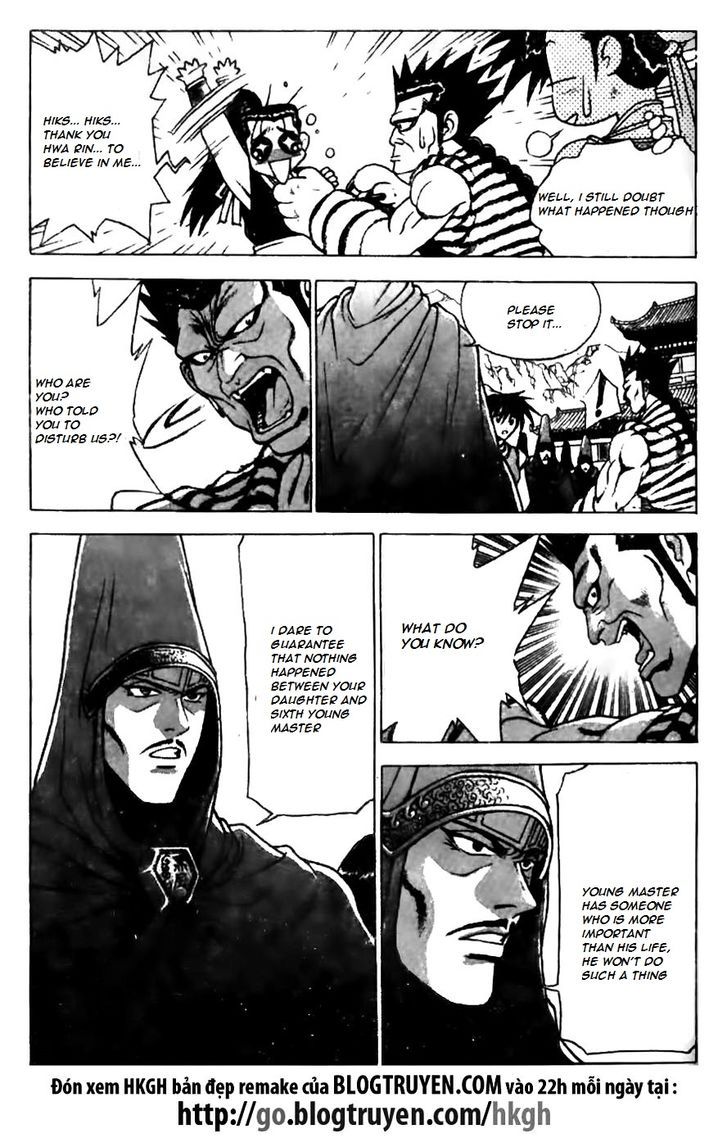 HIKS... HIKS...
THANK YOU
HWA RIN... TO
BELIEVE IN ME...
WELL, I STILL DOUBT
WHAT HAPPENED THOUGH
WHO ARE
YOU?
WHO TOLD
YOU TO
DISTURB US?!
PLEASE
STOP IT...
!
I DARE TO
GUARANTEE
THAT NOTHING
HAPPENED
BETWEEN YOUR
DAUGHTER AND
SIXTH YOUNG
MASTER
WHAT DO
YOU KNOW?
YOUNG MASTER
HAS SOMEONE
WHO IS MORE
IMPORTANT
THAN HIS LIFE,
HE WON'T DO
SUCH A THING
Đón xem HKGH bản đẹp remake của BLOGTRUYEN.COM vào 22h mỗi ngày tại :
http://go.blogtruyen.com/hkgh